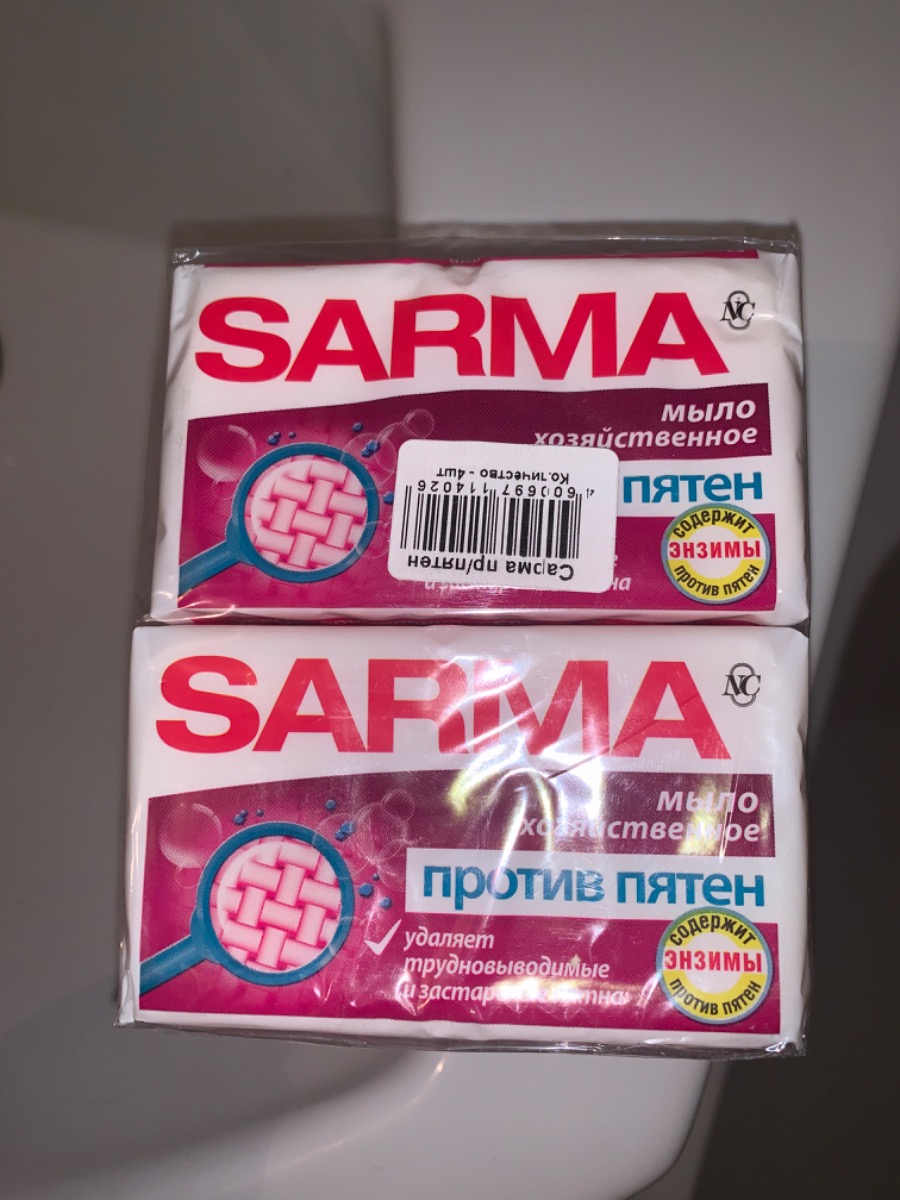 SARMA
NC
мыло
хозяйственное
пятен
содержит
ЭНЗИМЫ
против пятен
Сарма пр/пятен
4 600697 114026
Количество - 4шт
SARMA
NC
мыло
хозяйственное
против пятен
удаляет
трудновыводимые
и застар
содержит
ЭНЗИМЫ
против пятен